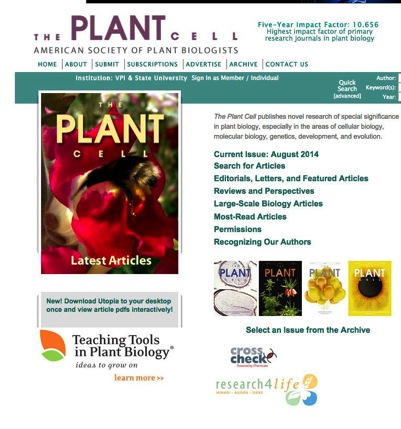 THE PLANT CELL
Five-Year Impact Factor: 10.656
Highest impact factor of primary
research journals in plant biology
AMERICAN SOCIETY OF PLANT BIOLOGISTS
HOME ABOUT SUBMIT SUBSCRIPTIONS ADVERTISE ARCHIVE CONTACT US
Institution: VPI & State University Sign In as Member / Individual
Quick
Search
[advanced]
Author:
Keyword(s):
Year:
THE
PLANT
CELL
Latest Articles
The Plant Cell publishes novel research of special significance
in plant biology, especially in the areas of cellular biology,
molecular biology, genetics, development, and evolution.
Current Issue: August 2014
Search for Articles
Editorials, Letters, and Featured Articles
Reviews and Perspectives
Large-Scale Biology Articles
Most-Read Articles
Permissions
Recognizing Our Authors
PLANT PLANT PLANT PLANT
Select an Issue from the Archive
New! Download Utopia to your desktop
once and view article pdfs interactively!
Teaching Tools
in Plant Biology®
ideas to grow on
learn more >>
cross
check
research4life
HINARI - AGORA - OARE